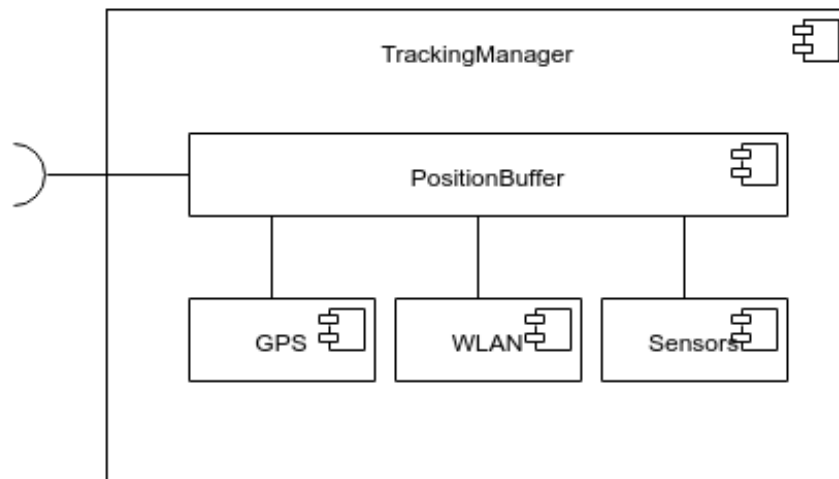 TrackingManager
PositionBuffer
GPS
WLAN
Sensors